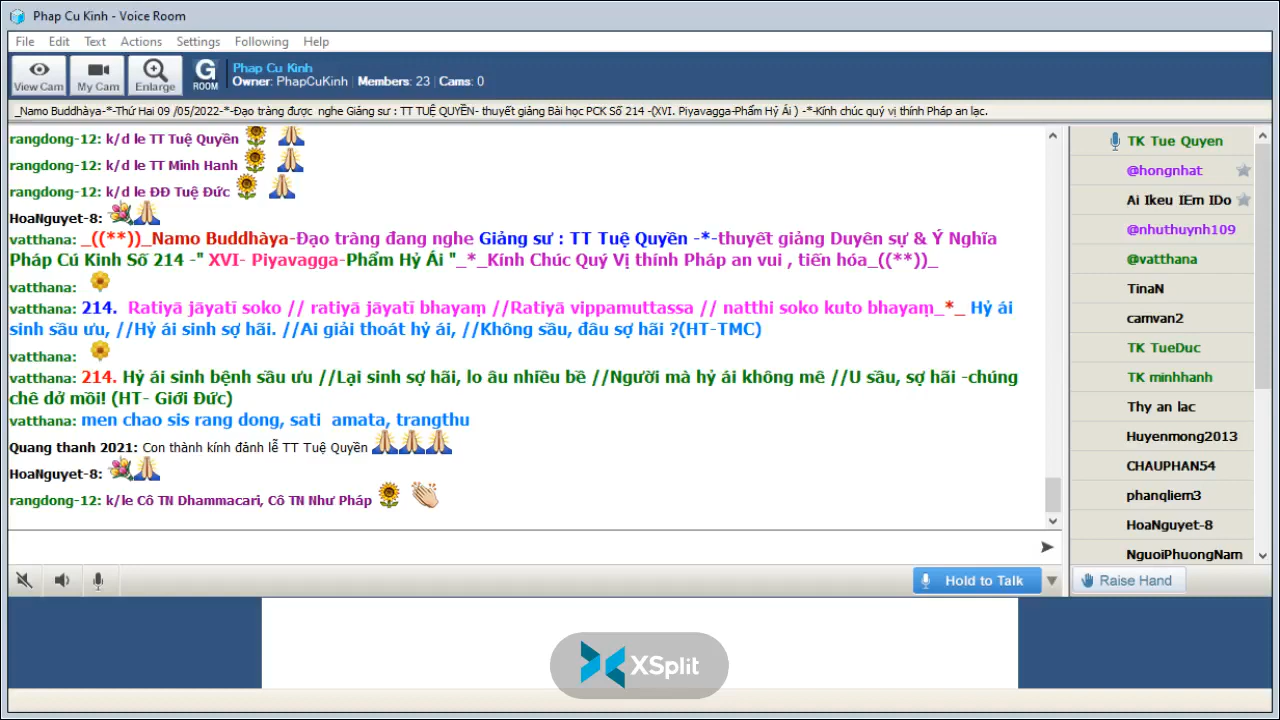 Phap Cu Kinh - Voice Room
File Edit Text Actions Settings Following Help
View Cam My Cam Enlarge G ROOM
Phap Cu Kinh
Owner: PhapCuKinh | Members: 23 | Cams: 0
_Namo Buddhàya-*-Thứ Hai 09 /05/2022-*-Đạo tràng được nghe Giảng sư : TT TUỆ QUYỀN- thuyết giảng Bài học PCK Số 214 -(XVI. Piyavagga-Phẩm Hỷ Ái ) -*-Kính chúc quý vị thính Pháp an lạc.
rangdong-12: k/d le TT Tuệ Quyền
rangdong-12: k/d le TT Minh Hanh
rangdong-12: k/d le ĐĐ Tuệ Đức
HoaNguyet-8:
vatthana: _((**))_Namo Buddhàya-Đạo tràng đang nghe Giảng sư : TT Tuệ Quyền -*-thuyết giảng Duyên sự & Ý Nghĩa
Pháp Cú Kinh Số 214 -" XVI- Piyavagga-Phẩm Hỷ Ái "_*_Kính Chúc Quý Vị thính Pháp an vui , tiến hóa_((**))_
vatthana:
vatthana: 214. Ratiyā jāyatī soko // ratiyā jāyatī bhayaṃ //Ratiyā vippamuttassa // natthi soko kuto bhayaṃ_*_ Hỷ ái
sinh sầu ưu, //Hỷ ái sinh sợ hãi. //Ai giải thoát hỷ ái, //Không sầu, đâu sợ hãi ?(HT-TMC)
vatthana:
vatthana: 214. Hỷ ái sinh bệnh sầu ưu //Lại sinh sợ hãi, lo âu nhiều bề //Người mà hỷ ái không mê //U sầu, sợ hãi -chúng
chê dở mồi! (HT- Giới Đức)
vatthana: men chao sis rang dong, sati amata, trangthu
Quang thanh 2021: Con thành kính đảnh lễ TT Tuệ Quyền
HoaNguyet-8:
rangdong-12: k/le Cô TN Dhammacari, Cô TN Như Pháp
TK Tue Quyen
@hongnhat
Ai Ikeu IEm IDo
@nhuthuynh109
@vatthana
TinaN
camvan2
TK TueDuc
TK minhhanh
Thy an lac
Huyenmong2013
CHAUPHAN54
phanqliem3
HoaNguyet-8
NguoiPhuongNam
Hold to Talk
Raise Hand
XSplit